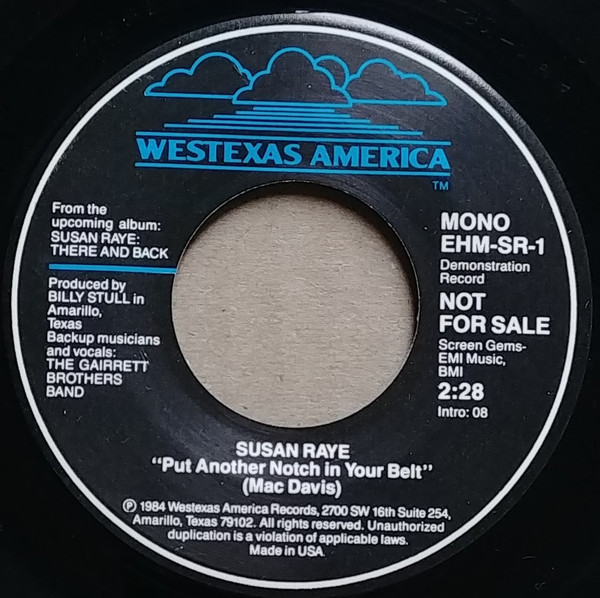 WESTEXAS AMERICA
TM
From the
upcoming album:
SUSAN RAYE:
THERE AND BACK
Produced by
BILLY STULL in
Amarillo,
Texas
Backup musicians
and vocals:
THE GAIRRETT
BROTHERS
BAND
MONO
EHM-SR-1
Demonstration
Record
NOT
FOR SALE
Screen Gems-
EMI Music,
BMI
2:28
Intro: 08
SUSAN RAYE
"Put Another Notch in Your Belt"
(Mac Davis)
℗ 1984 Westexas America Records, 2700 SW 16th Suite 254,
Amarillo, Texas 79102. All rights reserved. Unauthorized
duplication is a violation of applicable laws.
Made in USA